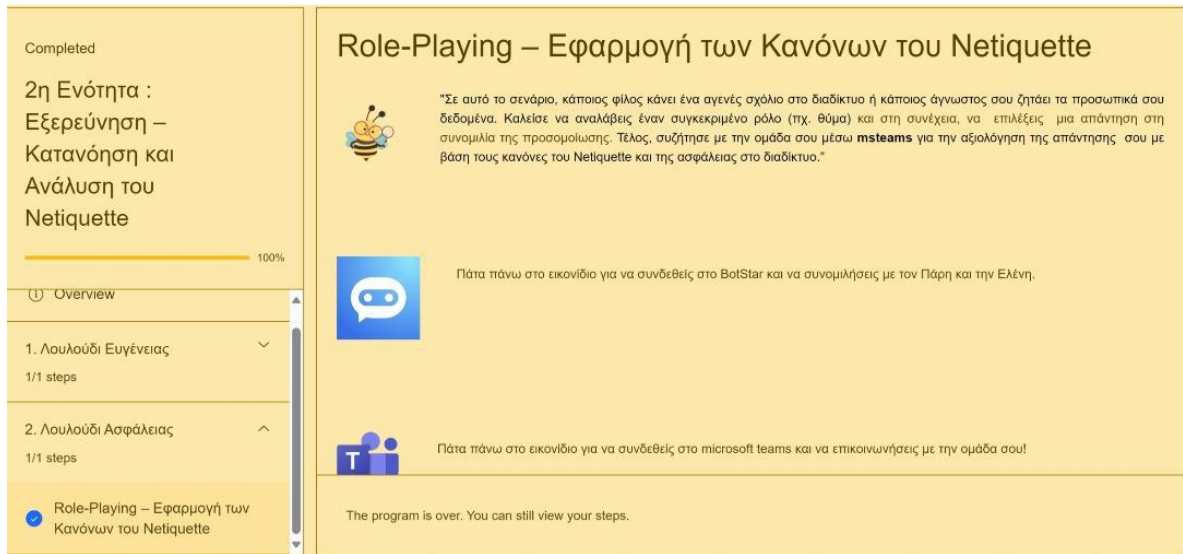 Completed
2η Ενότητα :
Εξερεύνηση –
Κατανόηση και
Ανάλυση του
Netiquette
100%
Overview
1. Λουλούδι Ευγένειας
1/1 steps
2. Λουλούδι Ασφάλειας
1/1 steps
Role-Playing – Εφαρμογή των
Κανόνων του Netiquette
Role-Playing – Εφαρμογή των Κανόνων του Netiquette
"Σε αυτό το σενάριο, κάποιος φίλος κάνει ένα αγενές σχόλιο στο διαδίκτυο ή κάποιος άγνωστος σου ζητάει τα προσωπικά σου
δεδομένα. Καλείσε να αναλάβεις έναν συγκεκριμένο ρόλο (πχ. θύμα) και στη συνέχεια, να επιλέξεις μια απάντηση στη
συνομιλία της προσομοίωσης. Τέλος, συζήτησε με την ομάδα σου μέσω msteams για την αξιολόγηση της απάντησης σου με
βάση τους κανόνες του Netiquette και της ασφάλειας στο διαδίκτυο."
Πάτα πάνω στο εικονίδιο για να συνδεθείς στο BotStar και να συνομιλήσεις με τον Πάρη και την Ελένη.
T
Πάτα πάνω στο εικονίδιο για να συνδεθείς στο microsoft teams και να επικοινωνήσεις με την ομάδα σου!
The program is over. You can still view your steps.